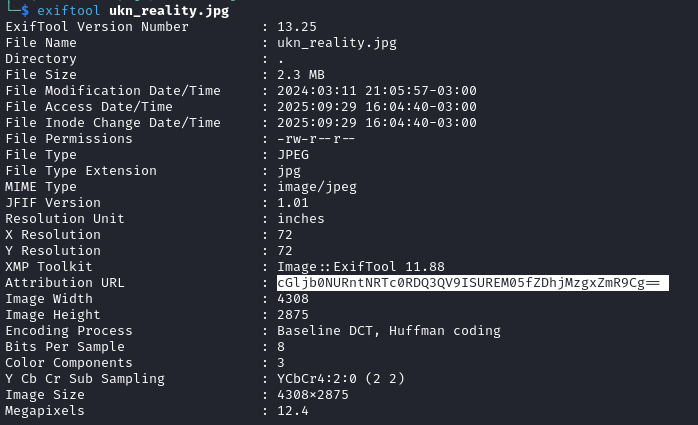 └─$ exiftool ukn_reality.jpg
ExifTool Version Number : 13.25
File Name : ukn_reality.jpg
Directory : .
File Size : 2.3 MB
File Modification Date/Time : 2024:03:11 21:05:57-03:00
File Access Date/Time : 2025:09:29 16:04:40-03:00
File Inode Change Date/Time : 2025:09:29 16:04:40-03:00
File Permissions : -rw-r--r--
File Type : JPEG
File Type Extension : jpg
MIME Type : image/jpeg
JFIF Version : 1.01
Resolution Unit : inches
X Resolution : 72
Y Resolution : 72
XMP Toolkit : Image::ExifTool 11.88
Attribution URL : cGljb0NURntNRTc0RDQ3QV9ISUREM05fZDhjMzgxZmR9Cg==
Image Width : 4308
Image Height : 2875
Encoding Process : Baseline DCT, Huffman coding
Bits Per Sample : 8
Color Components : 3
Y Cb Cr Sub Sampling : YCbCr4:2:0 (2 2)
Image Size : 4308×2875
Megapixels : 12.4